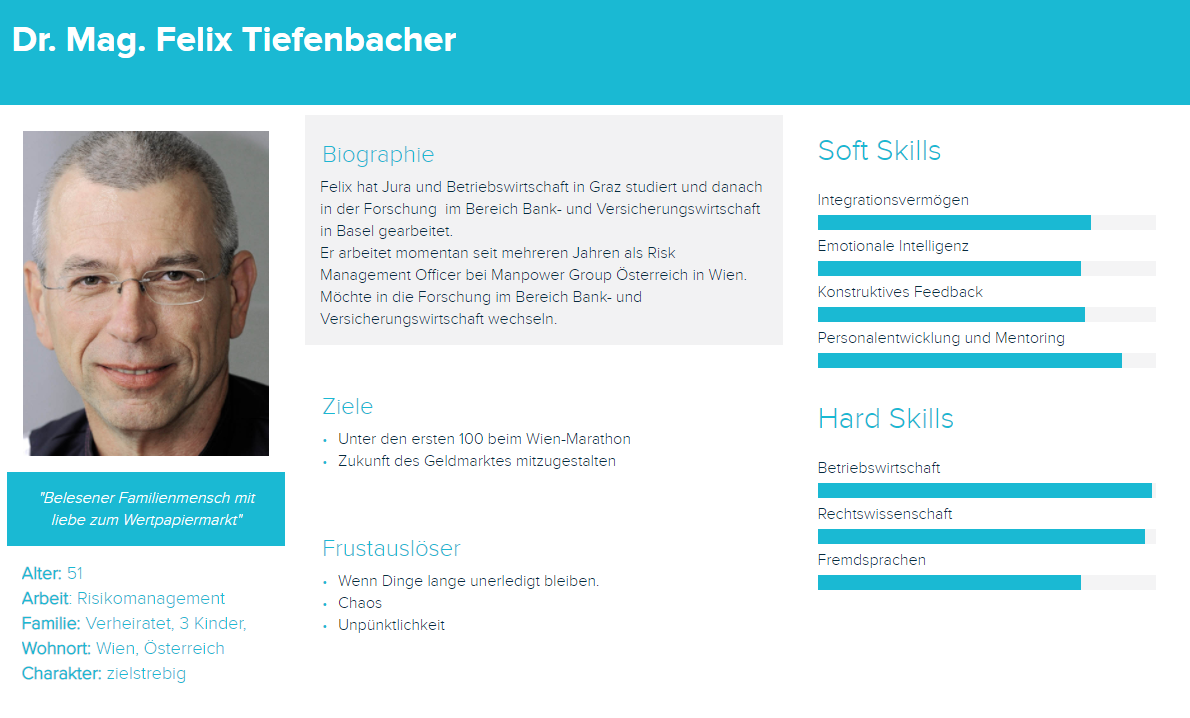 Dr. Mag. Felix Tiefenbacher
"Belesener Familienmensch mit
liebe zum Wertpapiermarkt"
Alter: 51
Arbeit: Risikomanagement
Familie: Verheiratet, 3 Kinder,
Wohnort: Wien, Österreich
Charakter: zielstrebig
Biographie
Felix hat Jura und Betriebswirtschaft in Graz studiert und danach
in der Forschung  im Bereich Bank- und Versicherungswirtschaft
in Basel gearbeitet.
Er arbeitet momentan seit mehreren Jahren als Risk
Management Officer bei Manpower Group Österreich in Wien.
Möchte in die Forschung im Bereich Bank- und
Versicherungswirtschaft wechseln.
Ziele
• Unter den ersten 100 beim Wien-Marathon
• Zukunft des Geldmarktes mitzugestalten
Frustauslöser
• Wenn Dinge lange unerledigt bleiben.
• Chaos
• Unpünktlichkeit
Soft Skills
Integrationsvermögen
Emotionale Intelligenz
Konstruktives Feedback
Personalentwicklung und Mentoring
Hard Skills
Betriebswirtschaft
Rechtswissenschaft
Fremdsprachen